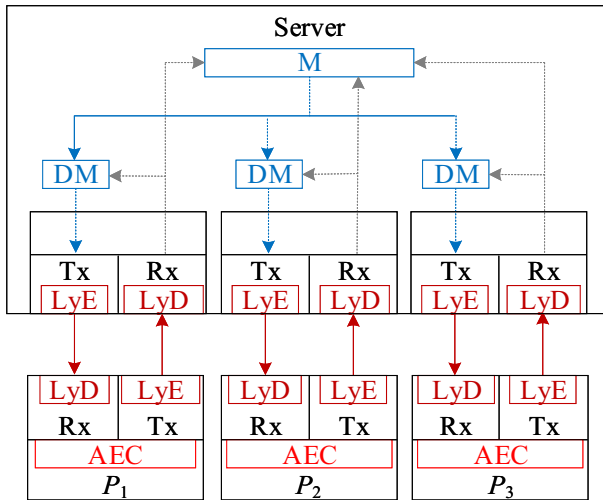 Server
M
DM DM DM
Tx Rx Tx Rx Tx Rx
LyE LyD LyE LyD LyE LyD
LyD LyE LyD LyE LyD LyE
Rx Tx Rx Tx Rx Tx
AEC AEC AEC
P1 P2 P3